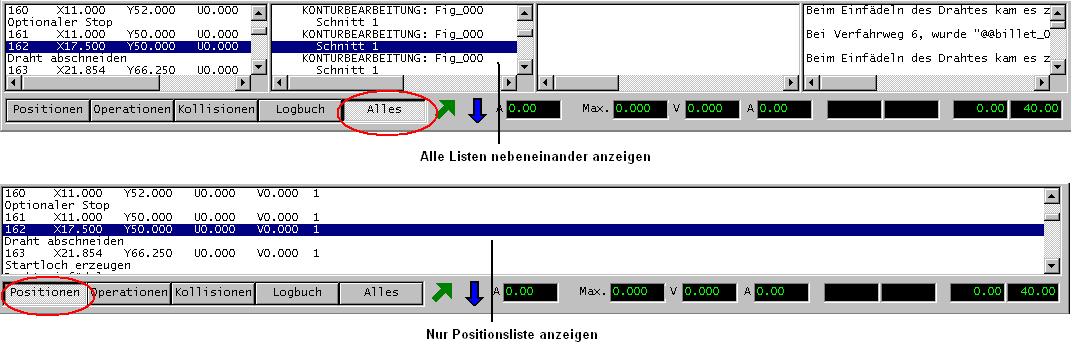 160 X11.000 Y52.000 U0.000 KONTURBEARBEITUNG: Fig_000 Beim Einfädeln des Drahtes kam es z
Optionaler Stop Schnitt 1
161 X11.000 Y50.000 U0.000 KONTURBEARBEITUNG: Fig_000 Bei Verfahrweg 6, wurde "@@billet_0
162 X17.500 Y50.000 U0.000 Schnitt 1
Draht abschneiden KONTURBEARBEITUNG: Fig_000 Beim Einfädeln des Drahtes kam es z
163 X21.854 Y66.250 U0.000 Schnitt 1
Positionen Operationen Kollisionen Logbuch Alles A 0.00 Max. 0.000 V 0.000 A 0.00 0.00 40.00
Alle Listen nebeneinander anzeigen
160 X11.000 Y52.000 U0.000 V0.000 1
Optionaler Stop
161 X11.000 Y50.000 U0.000 V0.000 1
162 X17.500 Y50.000 U0.000 V0.000 1
Draht abschneiden
163 X21.854 Y66.250 U0.000 V0.000 1
Startloch erzeugen
Positionen Operationen Kollisionen Logbuch Alles A 0.00 Max. 0.000 V 0.000 A 0.00 0.00 40.00
Nur Positionsliste anzeigen